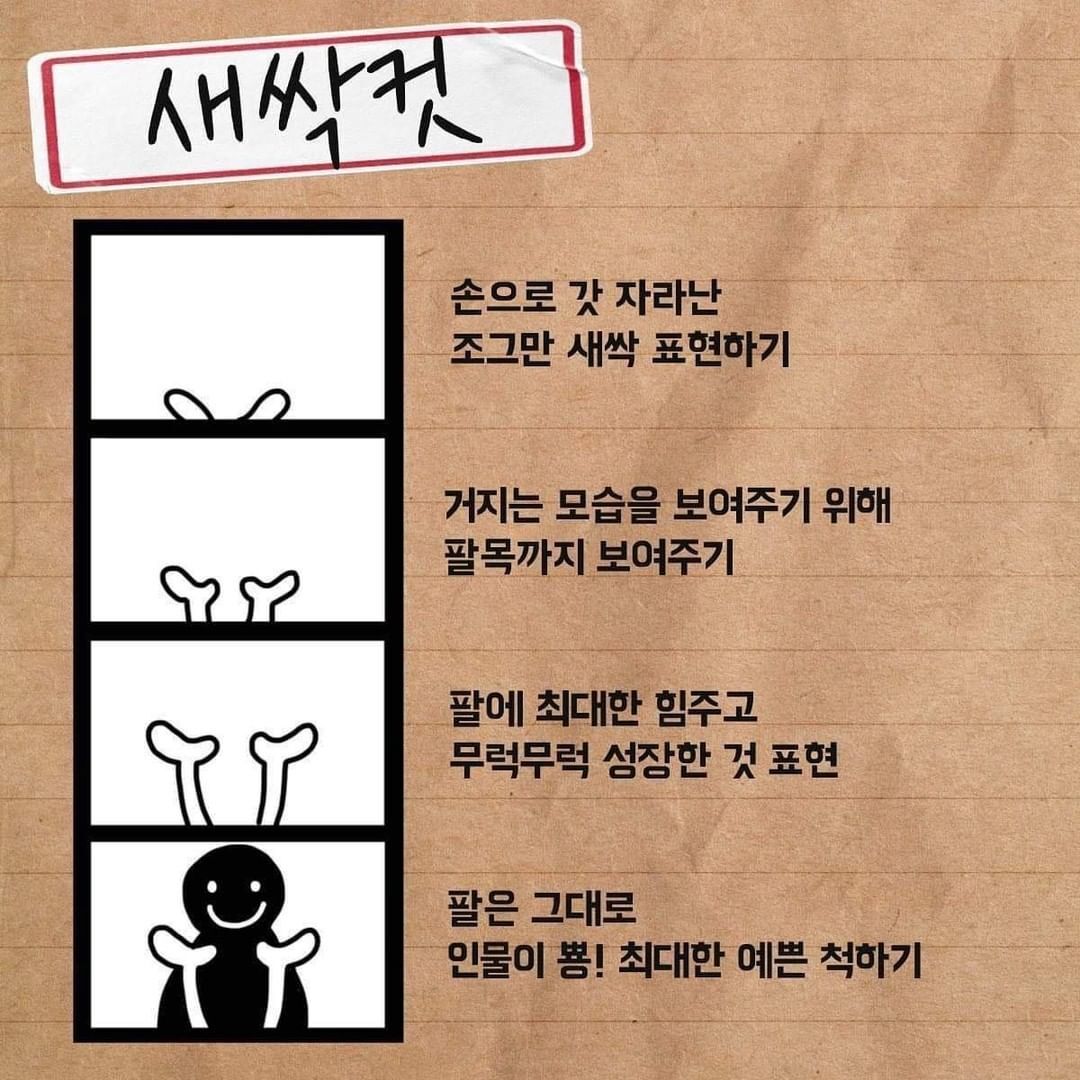 새싹컷
손으로 갓 자라난
조그만 새싹 표현하기
거지는 모습을 보여주기 위해
팔목까지 보여주기
팔에 최대한 힘주고
무럭무럭 성장한 것 표현
팔은 그대로
인물이 뿅! 최대한 예쁜 척하기